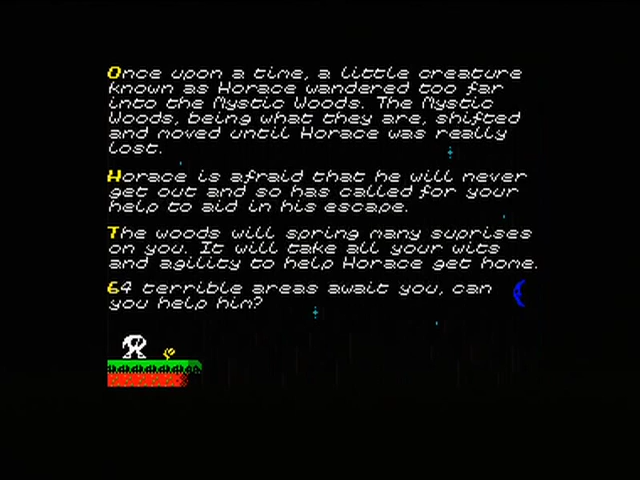 Once upon a time, a little creature
known as Horace wandered too far
into the Mystic Woods. The Mystic
Woods, being what they are, shifted
and moved until Horace was really
lost.
Horace is afraid that he will never
get out and so has called for your
help to aid in his escape.
The woods will spring many suprises
on you. It will take all your wits
and agility to help Horace get home.
64 terrible areas await you, can
you help him?